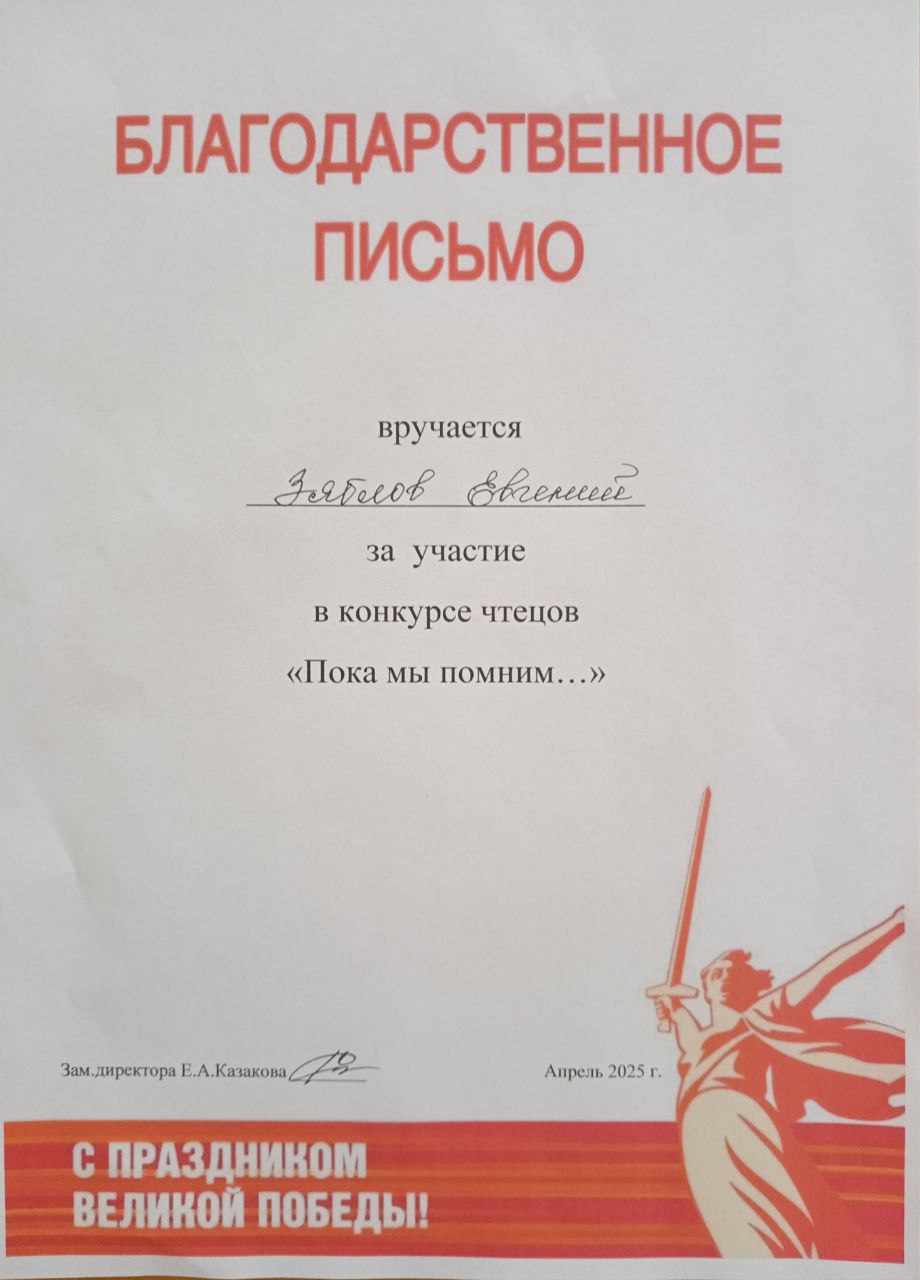 БЛАГОДАРСТВЕННОЕ
ПИСЬМО
вручается
Зяблов Евгений
за участие
в конкурсе чтецов
«Пока мы помним…»
Зам.директора Е.А.Казакова
Апрель 2025 г.
С ПРАЗДНИКОМ
ВЕЛИКОЙ ПОБЕДЫ!